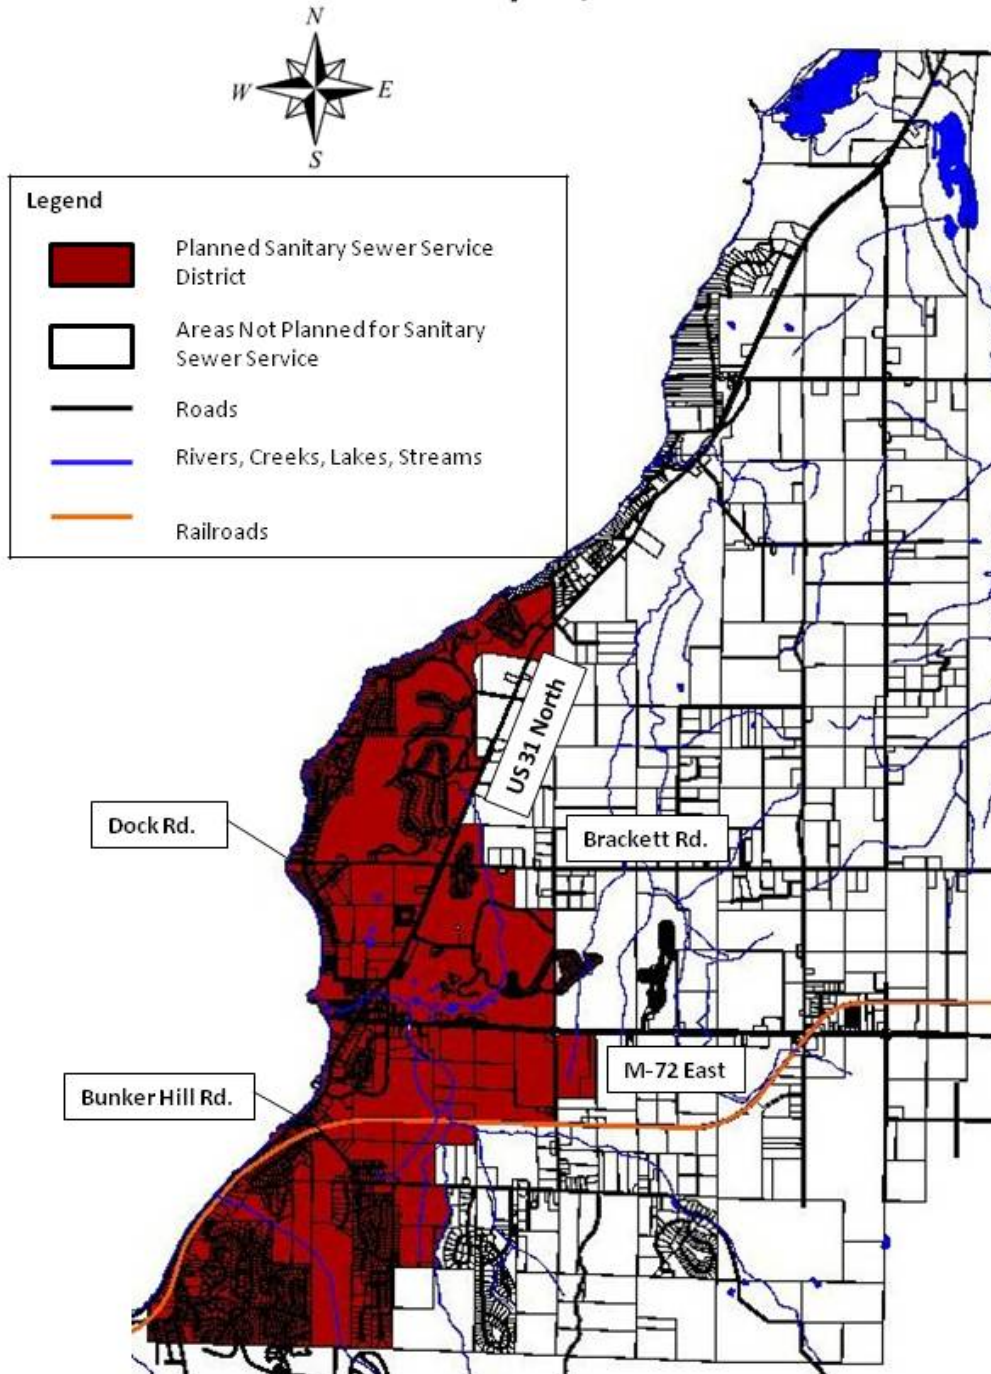 N
W
E
S
Legend
Planned Sanitary Sewer Service
District
Areas Not Planned for Sanitary
Sewer Service
Roads
Rivers, Creeks, Lakes, Streams
Railroads
US 31 North
Dock Rd.
Brackett Rd.
M-72 East
Bunker Hill Rd.